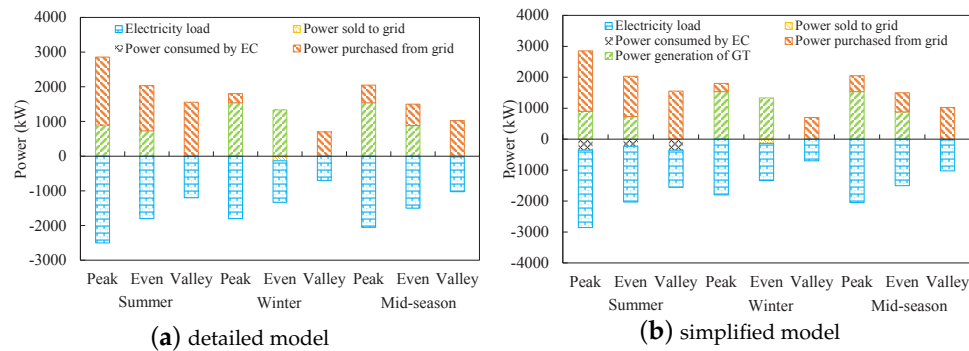 4000
3000
2000
1000
0
-1000
-2000
-3000
Power (kW)
Electricity load
Power sold to grid
Power consumed by EC
Power purchased from grid
Peak Even Valley Peak Even Valley Peak Even Valley
Summer Winter Mid-season
(a) detailed model
4000
3000
2000
1000
0
-1000
-2000
-3000
-4000
Power (kW)
Electricity load
Power sold to grid
Power consumed by EC
Power purchased from grid
Power generation of GT
Peak Even Valley Peak Even Valley Peak Even Valley
Summer Winter Mid-season
(b) simplified model